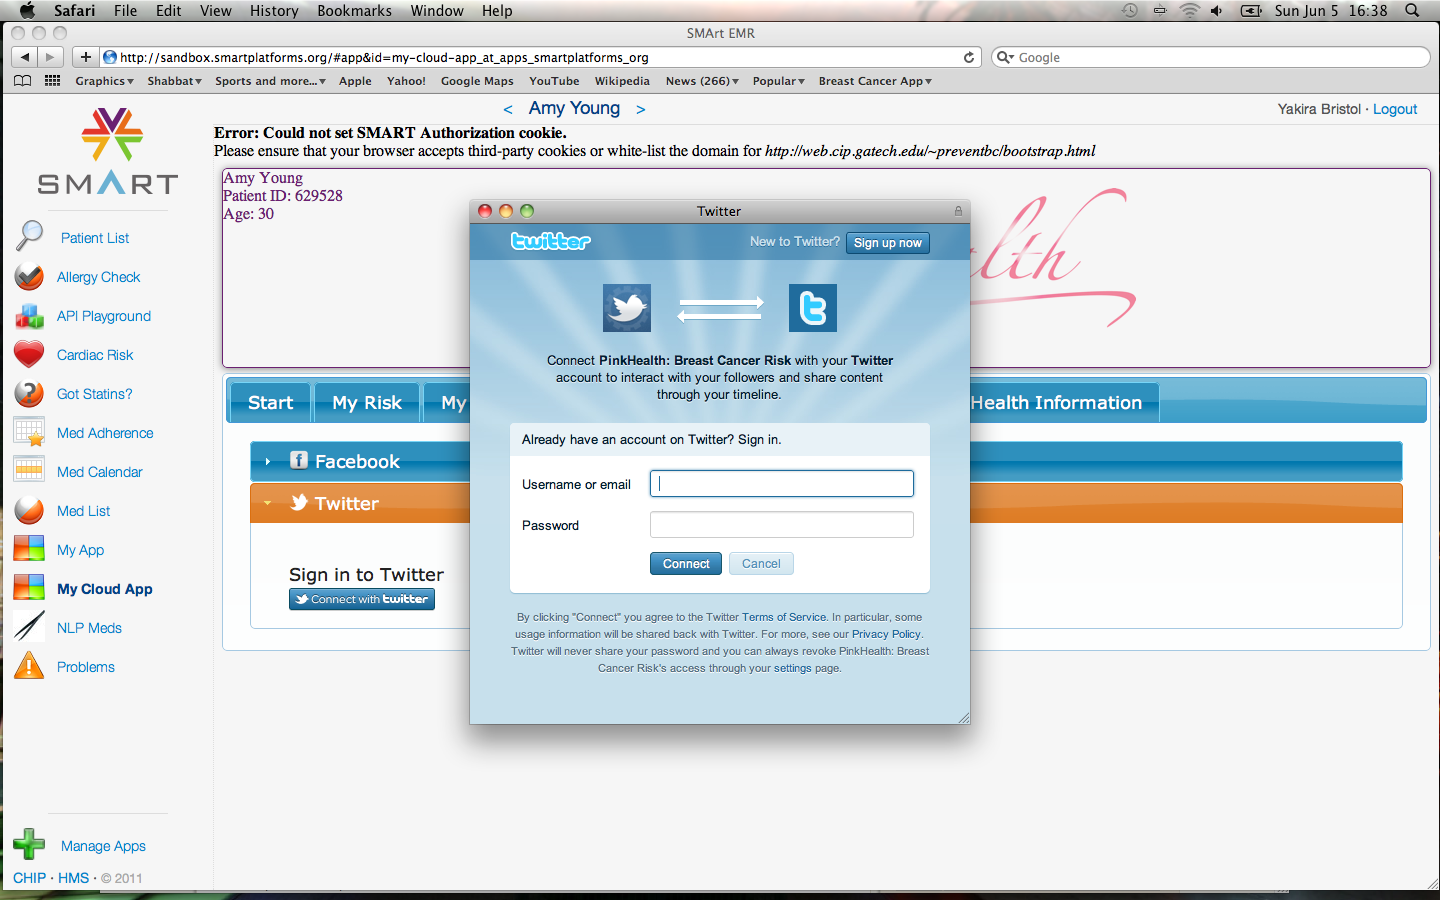 Safari File Edit View History Bookmarks Window Help Sun Jun 5 16:38
SMArt EMR
http://sandbox.smartplatforms.org/#app&id=my-cloud-app_at_apps_smartplatforms_org
Google
Graphics Shabbat Sports and more... Apple Yahoo! Google Maps YouTube Wikipedia News (266) Popular Breast Cancer App
< Amy Young >
Yakira Bristol · Logout
SMART
Error: Could not set SMART Authorization cookie.
Please ensure that your browser accepts third-party cookies or white-list the domain for http://web.cip.gatech.edu/~preventbc/bootstrap.html
Amy Young
Patient ID: 629528
Age: 30
Patient List
Allergy Check
API Playground
Cardiac Risk
Got Statins?
Med Adherence
Med Calendar
Med List
My App
My Cloud App
NLP Meds
Problems
Manage Apps
CHIP · HMS · © 2011
Start My Risk My Health Information
Facebook
Twitter
Sign in to Twitter
Connect with twitter
Twitter
twitter
New to Twitter? Sign up now
Connect PinkHealth: Breast Cancer Risk with your Twitter
account to interact with your followers and share content
through your timeline.
Already have an account on Twitter? Sign in.
Username or email
Password
Connect Cancel
By clicking "Connect" you agree to the Twitter Terms of Service. In particular, some
usage information will be shared back with Twitter. For more, see our Privacy Policy.
Twitter will never share your password and you can always revoke PinkHealth: Breast
Cancer Risk's access through your settings page.